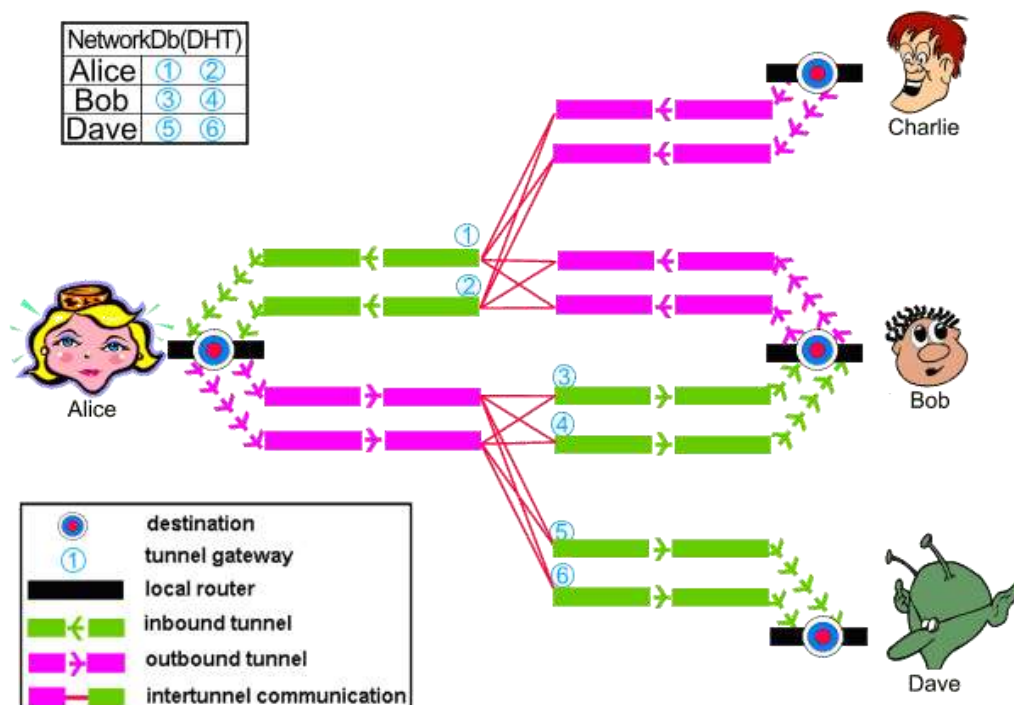 NetworkDb(DHT)
Alice 1 2
Bob 3 4
Dave 5 6
Charlie
1
2
Alice
3
4
Bob
5
6
destination
1 tunnel gateway
local router
inbound tunnel
outbound tunnel
intertunnel communication
Dave